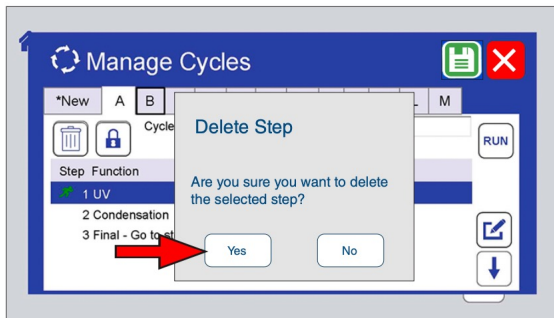 Manage Cycles
*New A B L M
Cycle
RUN
Step Function
1 UV
2 Condensation
3 Final - Go to st
Delete Step
Are you sure you want to delete
the selected step?
Yes No